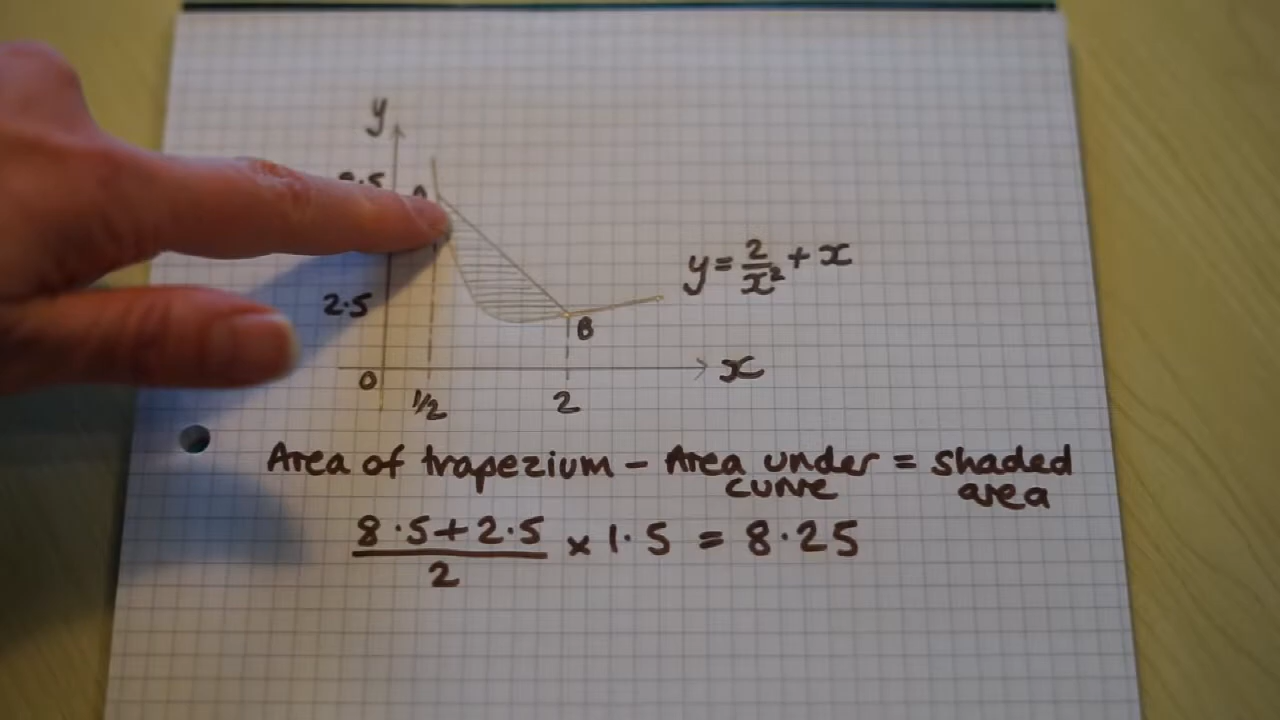 y
2.5
y = 2/x² + x
B
0
x
1/2
2
Area of trapezium - Area under curve = shaded area
8.5+2.5/2 × 1.5 = 8.25